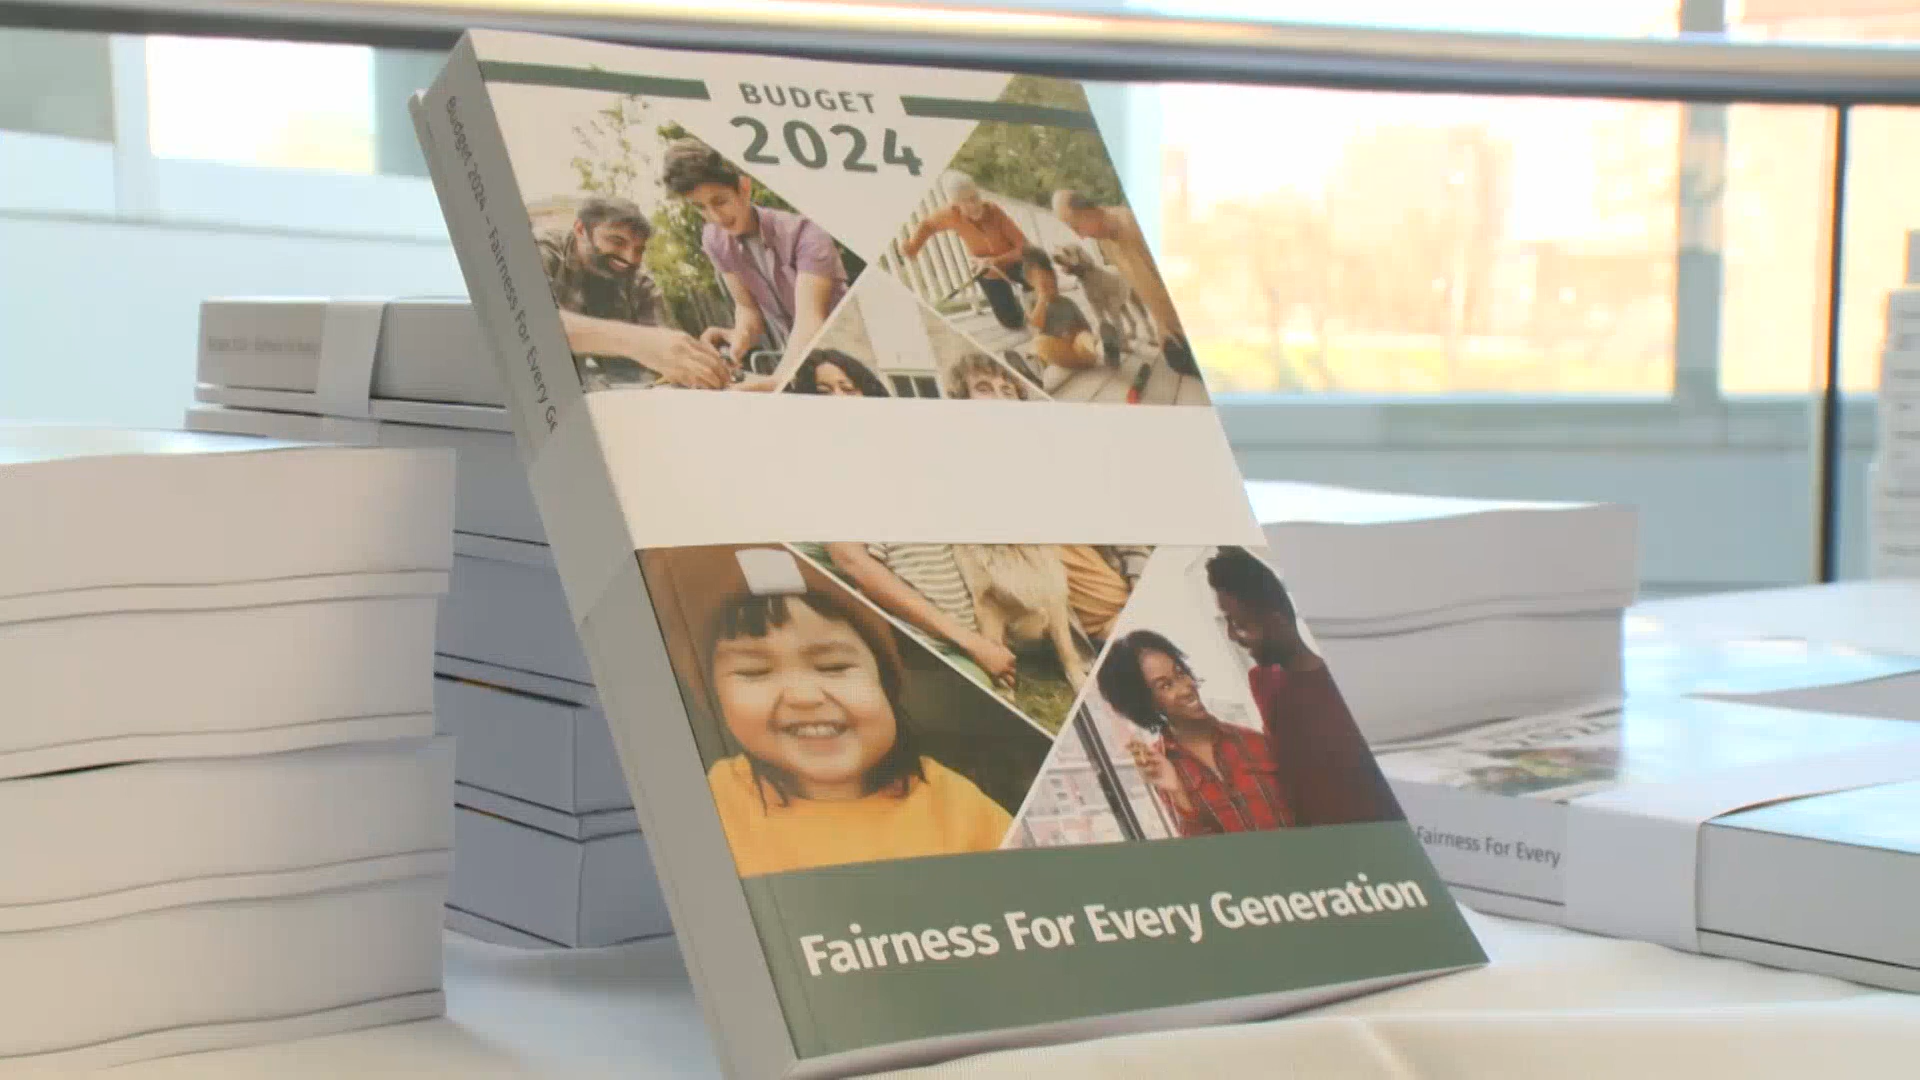 BUDGET
2024
Budget 2024 – Fairness For Every Ge
Fairness For Every Generation
Fairness For Every